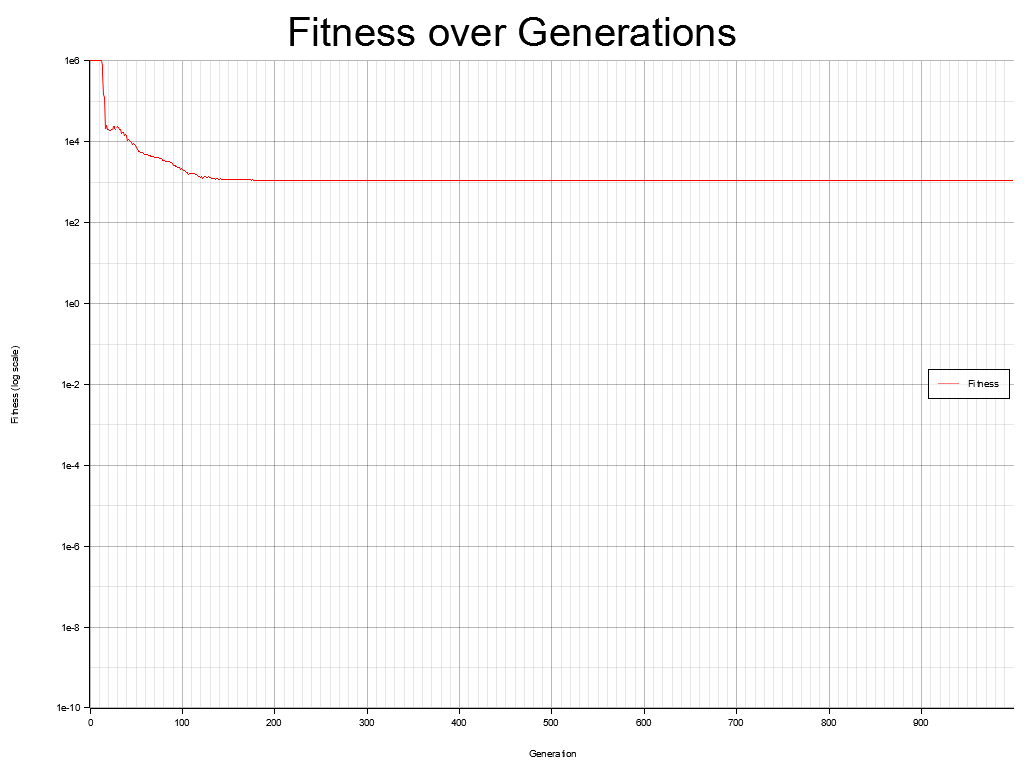 Fitness over Generations
1e6
1e4
1e2
1e0
1e-2
1e-4
1e-6
1e-8
1e-10
Fitness (log scale)
Fitness
0 100 200 300 400 500 600 700 800 900
Generation